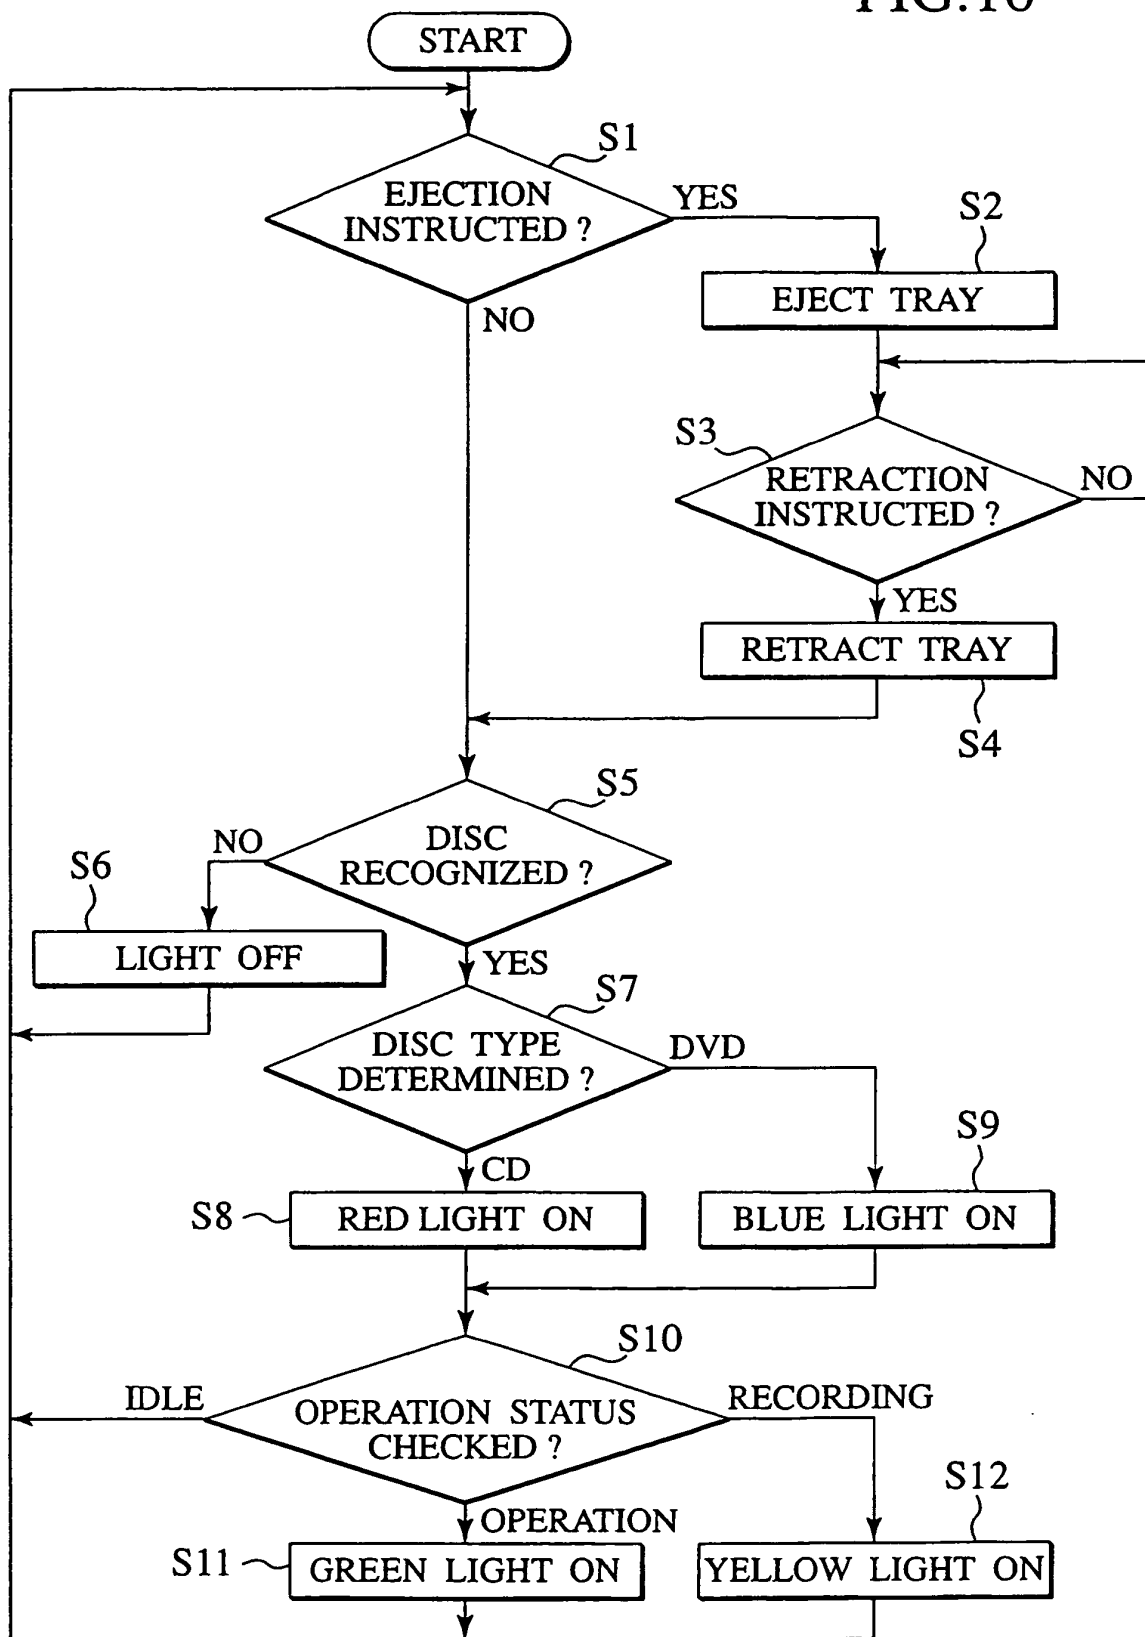 FIG.10
START
S1
EJECTION
INSTRUCTED ?
YES
S2
EJECT TRAY
NO
S3
RETRACTION
INSTRUCTED ?
NO
YES
RETRACT TRAY
S4
S5
DISC
RECOGNIZED ?
NO
S6
LIGHT OFF
YES
S7
DISC TYPE
DETERMINED ?
DVD
S9
CD
S8
RED LIGHT ON
BLUE LIGHT ON
S10
IDLE
OPERATION STATUS
CHECKED ?
RECORDING
S12
OPERATION
S11
GREEN LIGHT ON
YELLOW LIGHT ON